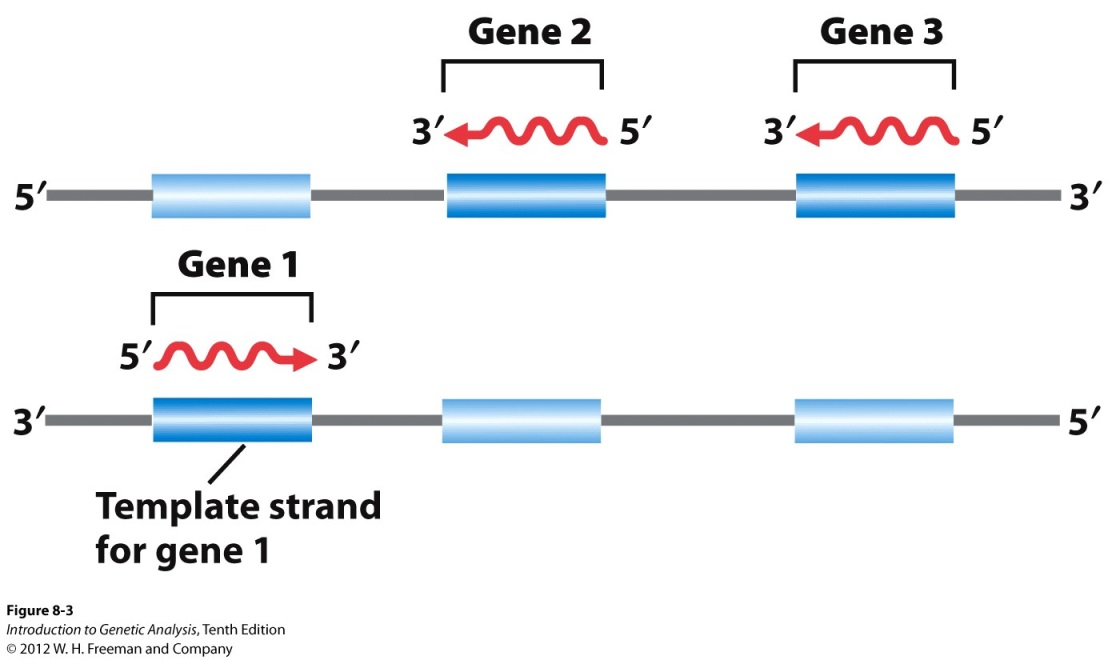 Gene 2 Gene 3
3′ 5′ 3′ 5′
5′ 3′
Gene 1
5′ 3′
3′ 5′
Template strand
for gene 1
Figure 8-3
Introduction to Genetic Analysis, Tenth Edition
© 2012 W. H. Freeman and Company